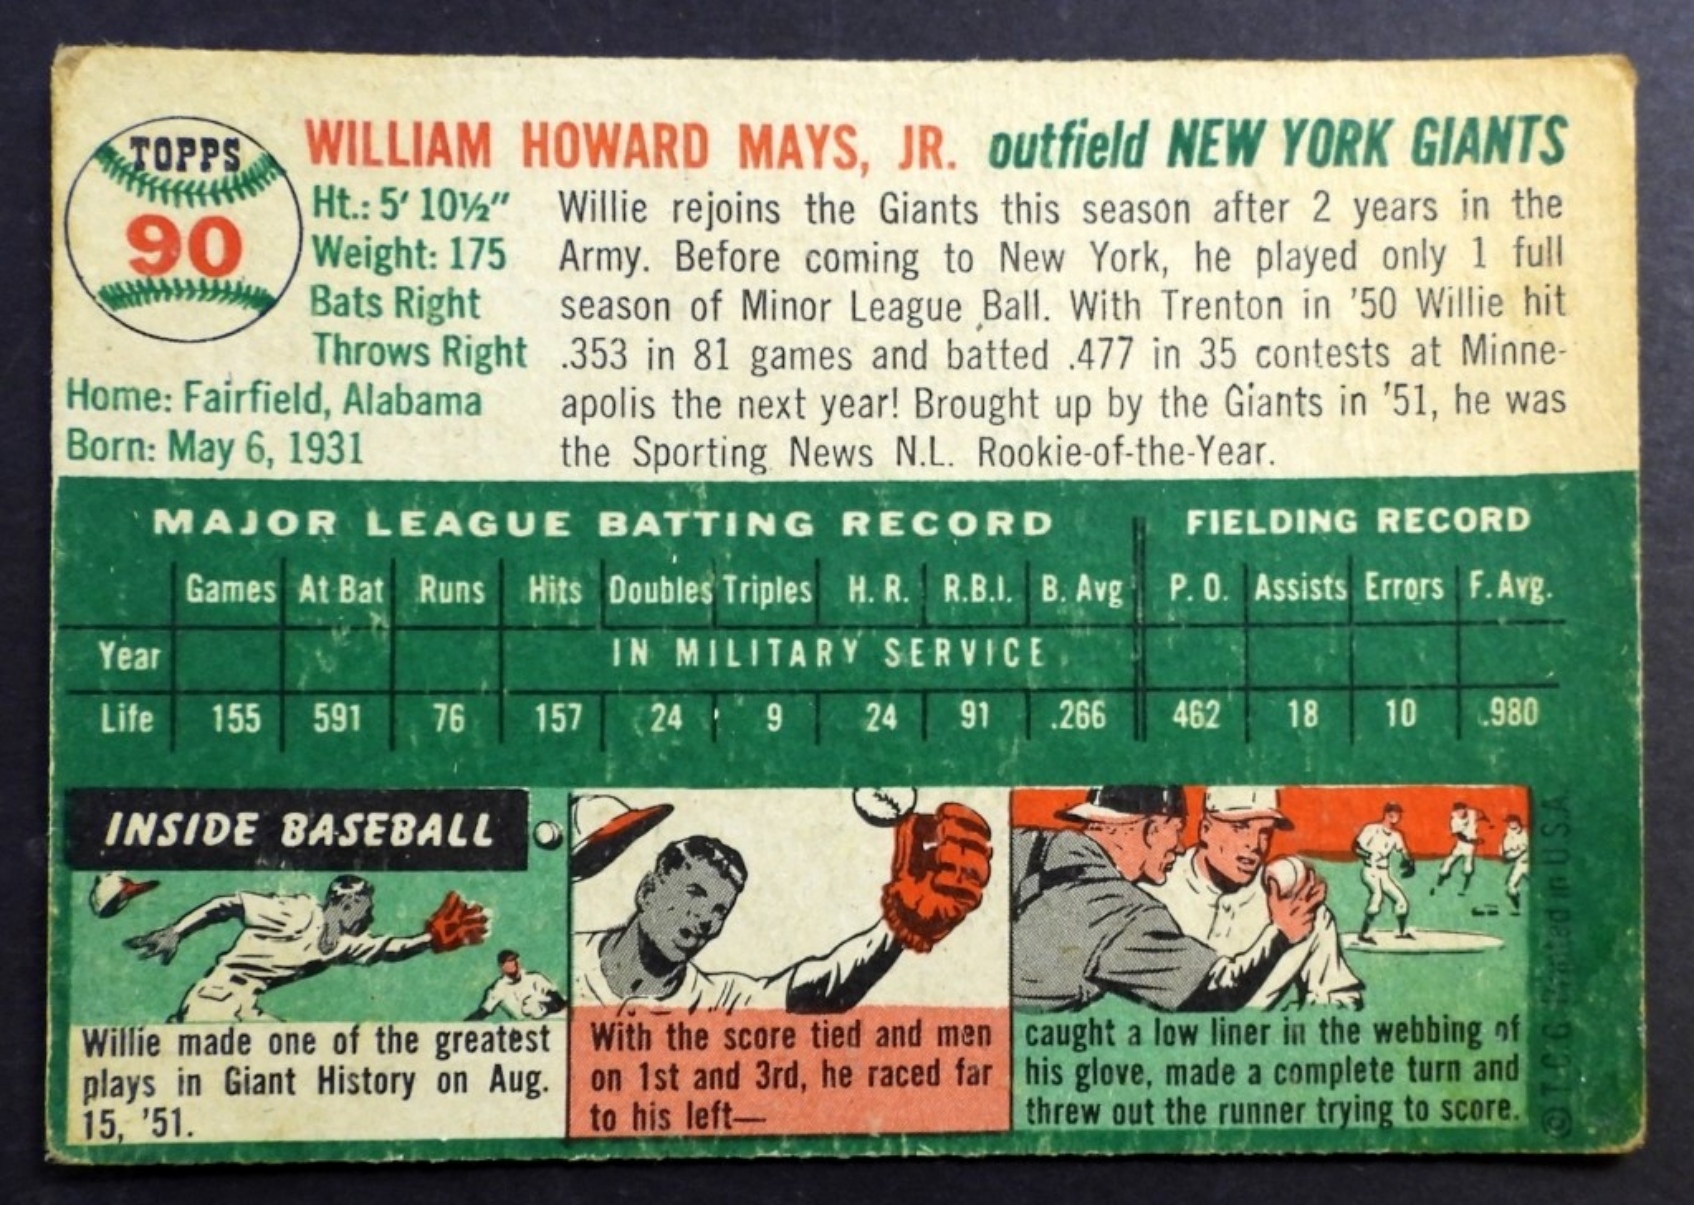 TOPPS
90
WILLIAM HOWARD MAYS, JR. outfield NEW YORK GIANTS
Ht.: 5' 10½"
Weight: 175
Bats Right
Throws Right
Home: Fairfield, Alabama
Born: May 6, 1931
Willie rejoins the Giants this season after 2 years in the
Army. Before coming to New York, he played only 1 full
season of Minor League Ball. With Trenton in '50 Willie hit
.353 in 81 games and batted .477 in 35 contests at Minne-
apolis the next year! Brought up by the Giants in '51, he was
the Sporting News N.L. Rookie-of-the-Year.
MAJOR LEAGUE BATTING RECORD FIELDING RECORD
Games At Bat Runs Hits Doubles Triples H. R. R.B.I. B. Avg P. O. Assists Errors F. Avg.
Year IN MILITARY SERVICE
Life 155 591 76 157 24 9 24 91 .266 462 18 10 .980
INSIDE BASEBALL
Willie made one of the greatest
plays in Giant History on Aug.
15, '51.
With the score tied and men
on 1st and 3rd, he raced far
to his left—
caught a low liner in the webbing of
his glove, made a complete turn and
threw out the runner trying to score.
© T.C.G. Printed in U.S.A.